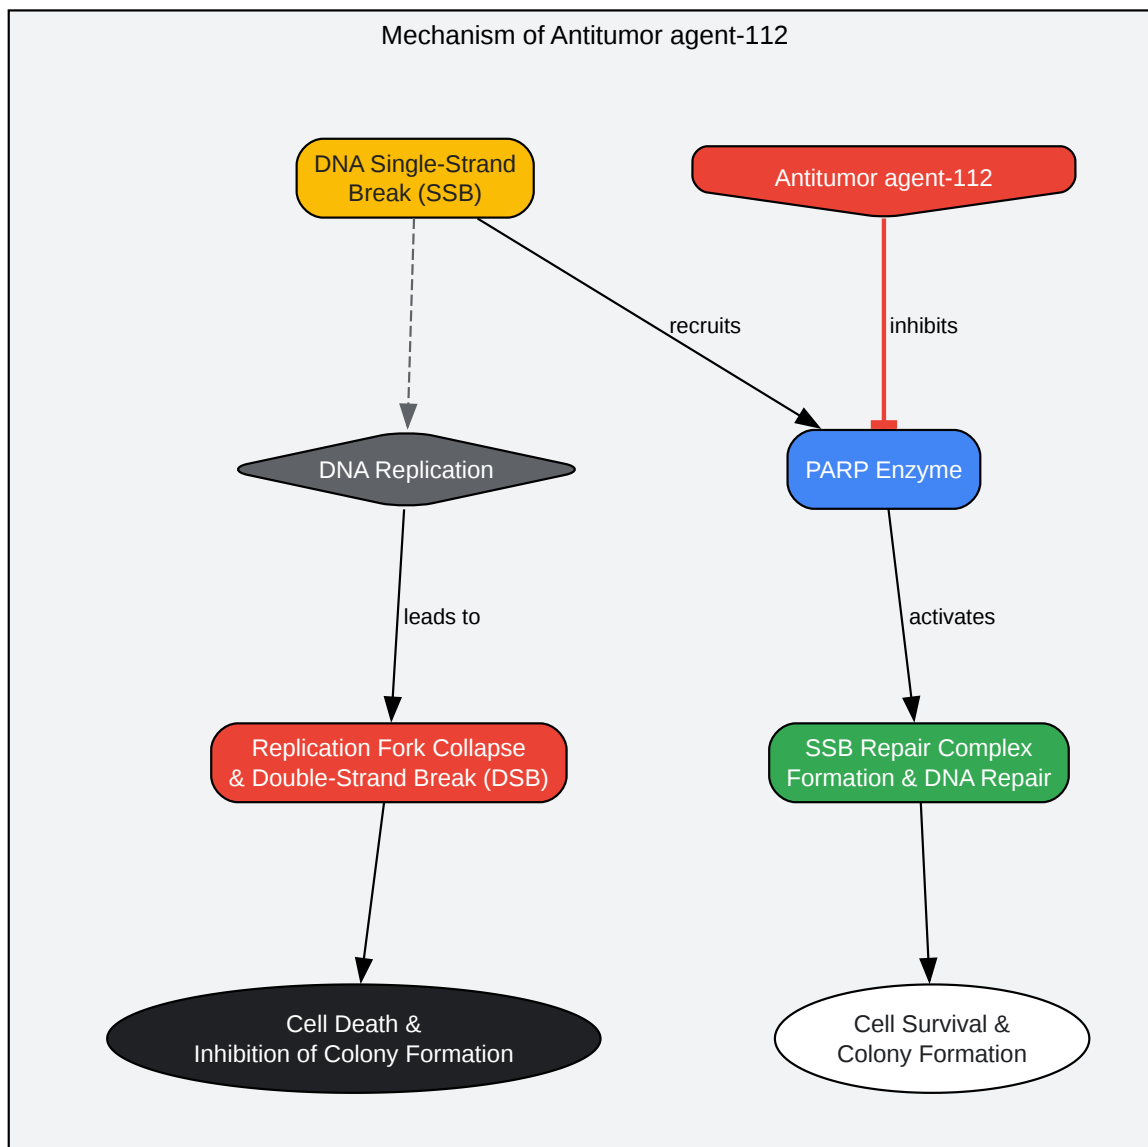 Mechanism of Antitumor agent-112
DNA Single-Strand
Break (SSB)
Antitumor agent-112
recruits
inhibits
DNA Replication
PARP Enzyme
leads to
activates
Replication Fork Collapse
& Double-Strand Break (DSB)
SSB Repair Complex
Formation & DNA Repair
Cell Death &
Inhibition of Colony Formation
Cell Survival &
Colony Formation